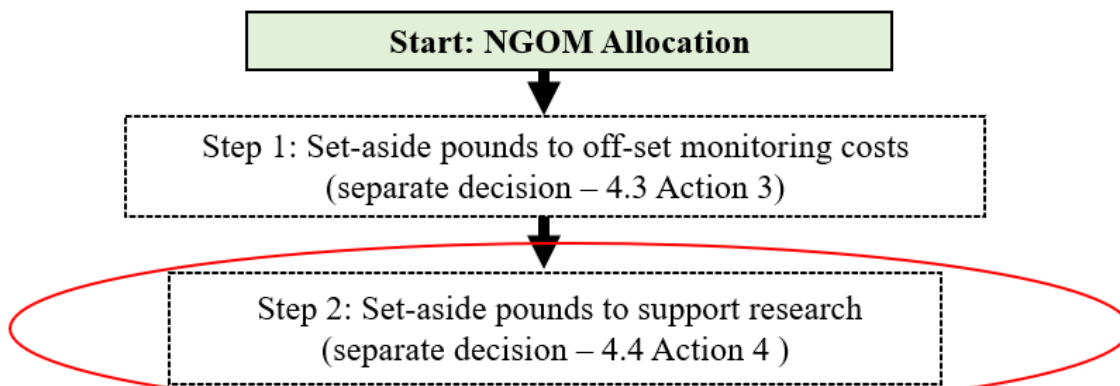 Start: NGOM Allocation
Step 1: Set-aside pounds to off-set monitoring costs
(separate decision – 4.3 Action 3)
Step 2: Set-aside pounds to support research
(separate decision – 4.4 Action 4 )